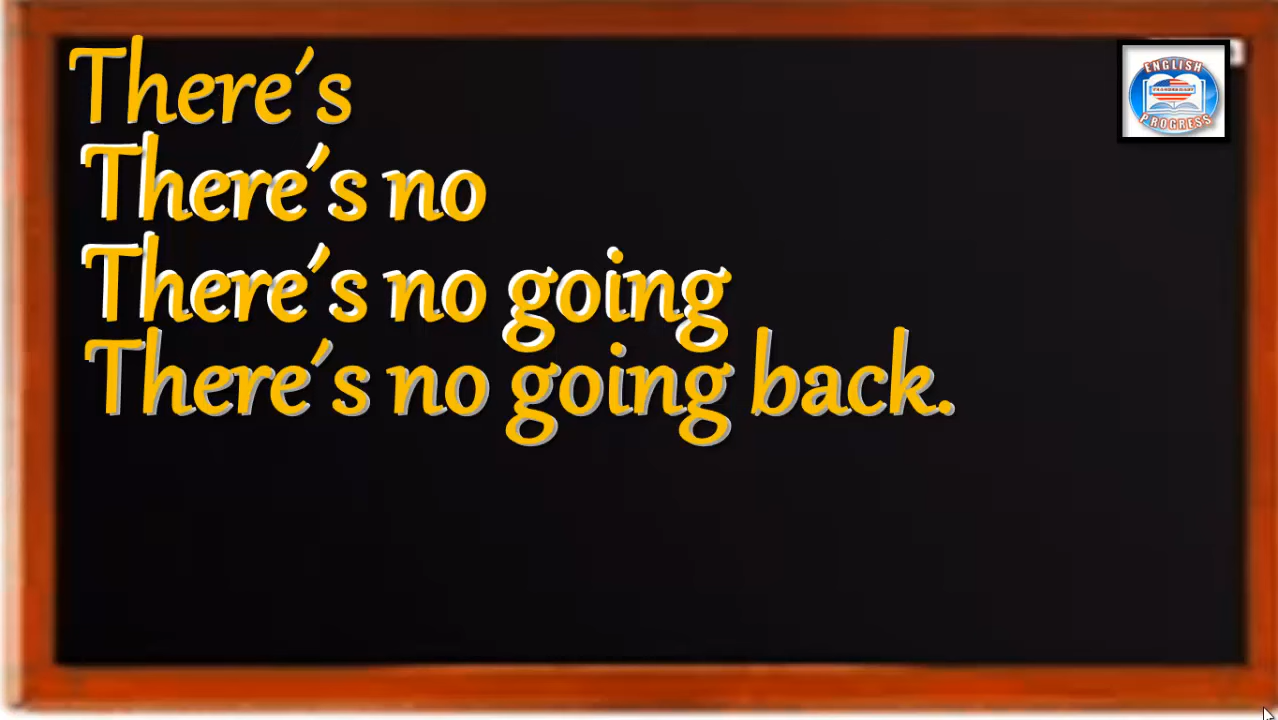 There's
There's no
There's no going
There's no going back.
ENGLISH
PROGRESS